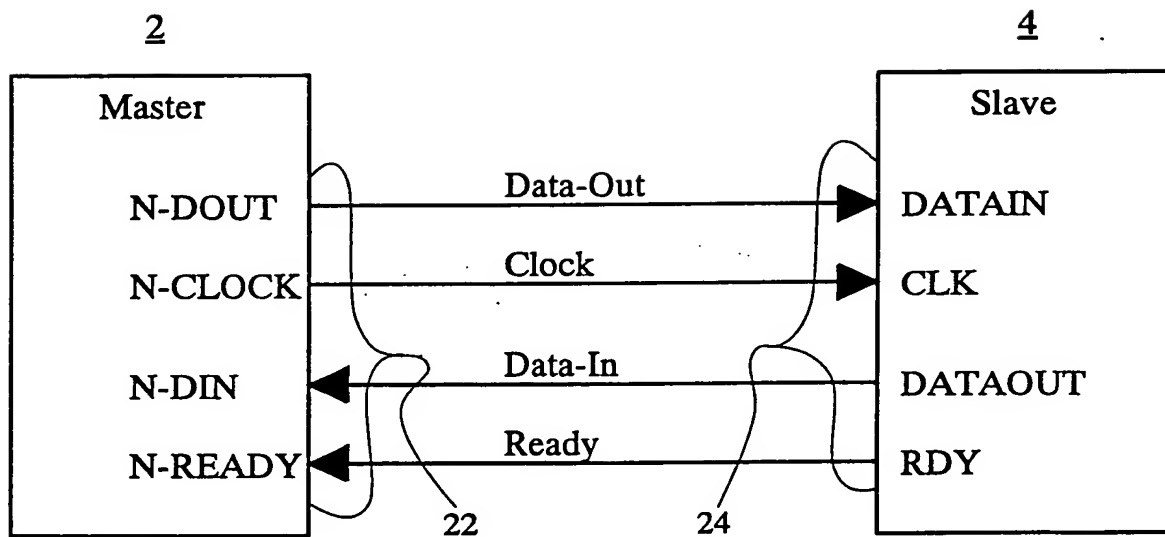 2
4
Master
Slave
N-DOUT
Data-Out
DATAIN
N-CLOCK
Clock
CLK
N-DIN
Data-In
DATAOUT
N-READY
Ready
RDY
22
24